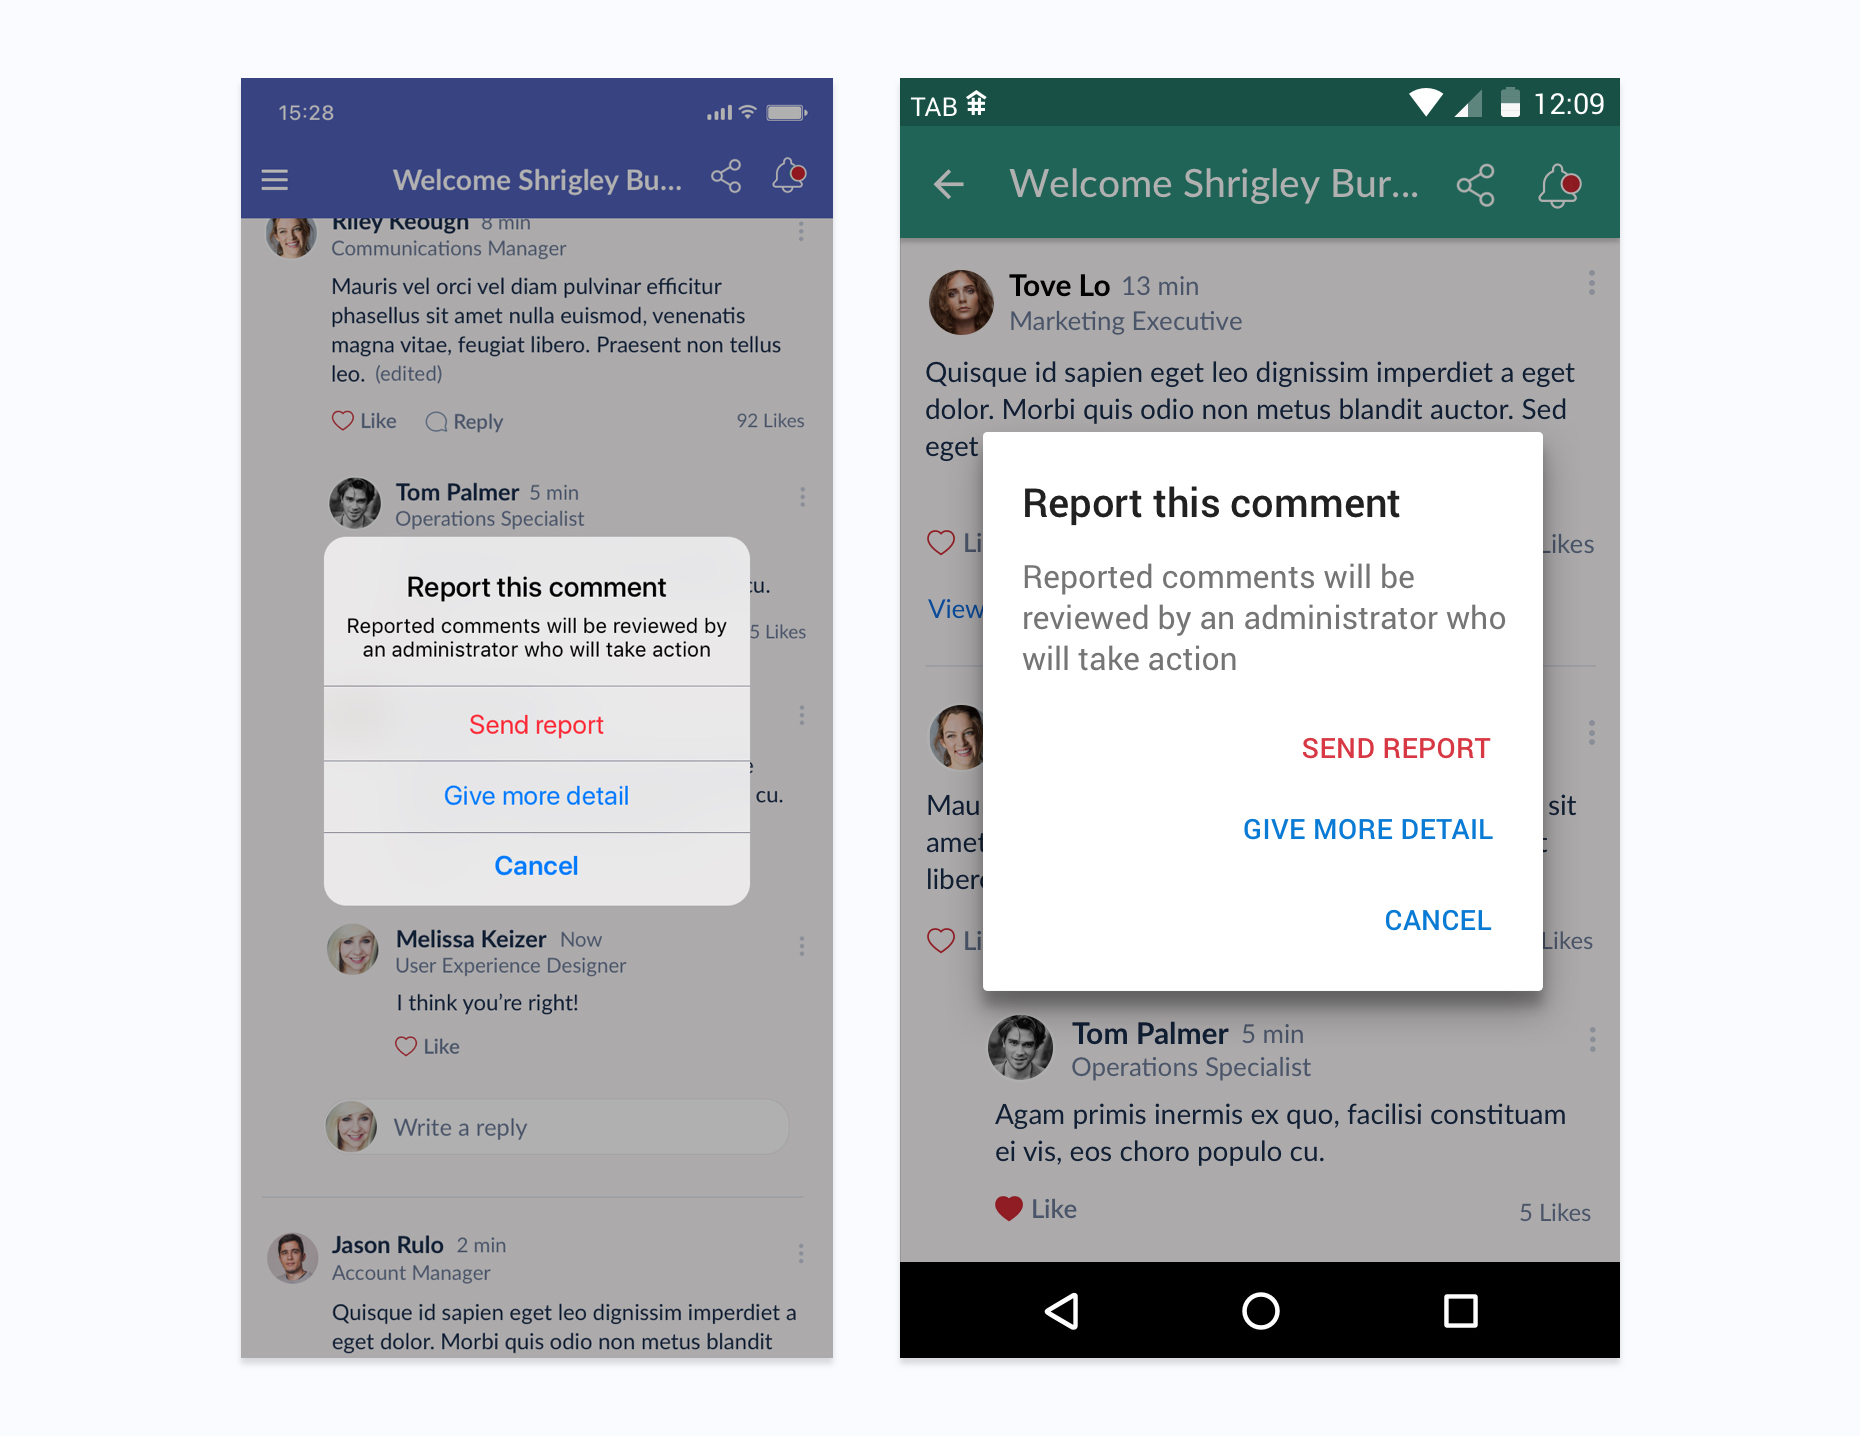 15:28
Welcome Shrigley Bu...
Riley Keough 8 min
Communications Manager
Mauris vel orci vel diam pulvinar efficitur
phasellus sit amet nulla euismod, venenatis
magna vitae, feugiat libero. Praesent non tellus
leo. (edited)
Like Reply 92 Likes
Tom Palmer 5 min
Operations Specialist
cu.
5 Likes
Report this comment
Reported comments will be reviewed by
an administrator who will take action
Send report
e
cu.
Give more detail
Cancel
Melissa Keizer Now
User Experience Designer
I think you’re right!
Like
Write a reply
Jason Rulo 2 min
Account Manager
Quisque id sapien eget leo dignissim imperdiet a
eget dolor. Morbi quis odio non metus blandit
TAB 12:09
Welcome Shrigley Bur...
Tove Lo 13 min
Marketing Executive
Quisque id sapien eget leo dignissim imperdiet a eget
dolor. Morbi quis odio non metus blandit auctor. Sed
eget
Li Likes
View
Report this comment
Reported comments will be
reviewed by an administrator who
will take action
SEND REPORT
GIVE MORE DETAIL
CANCEL
Mau sit
amet t
libero
Li Likes
Tom Palmer 5 min
Operations Specialist
Agam primis inermis ex quo, facilisi constituam
ei vis, eos choro populo cu.
Like 5 Likes